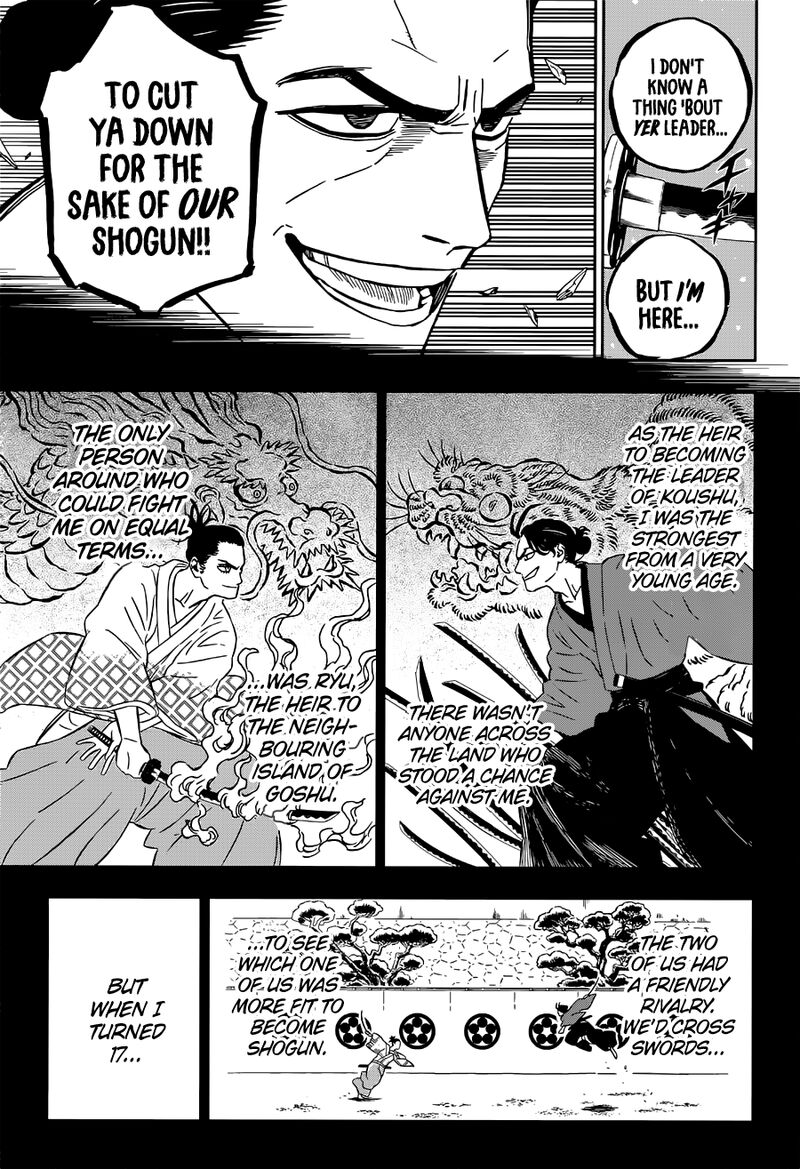 I DON'T
KNOW A
THING 'BOUT
YER LEADER...
BUT I'M
HERE...
TO CUT
YA DOWN
FOR THE
SAKE OF OUR
SHOGUN!!
AS THE HEIR
TO BECOMING
THE LEADER
OF KOUSHU,
I WAS THE
STRONGEST
FROM A VERY
YOUNG AGE.
THERE WASN'T
ANYONE ACROSS
THE LAND WHO
STOOD A CHANCE
AGAINST ME.
THE ONLY
PERSON
AROUND WHO
COULD FIGHT
ME ON EQUAL
TERMS...
...WAS RYU,
THE HEIR TO
THE NEIGH-
BOURING
ISLAND OF
GOSHU.
THE TWO
OF US HAD
A FRIENDLY
RIVALRY.
WE'D CROSS
SWORDS...
...TO SEE
WHICH ONE
OF US WAS
MORE FIT TO
BECOME
SHOGUN.
BUT
WHEN I
TURNED
17...